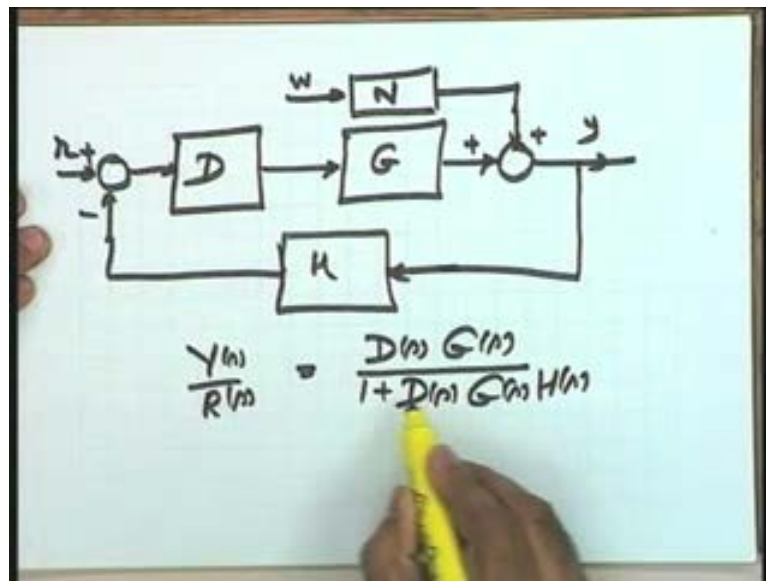 w N
r + D G + + y
-
H
Y(s) / R(s) = D(s) G(s) / 1 + D(s) G(s) H(s)